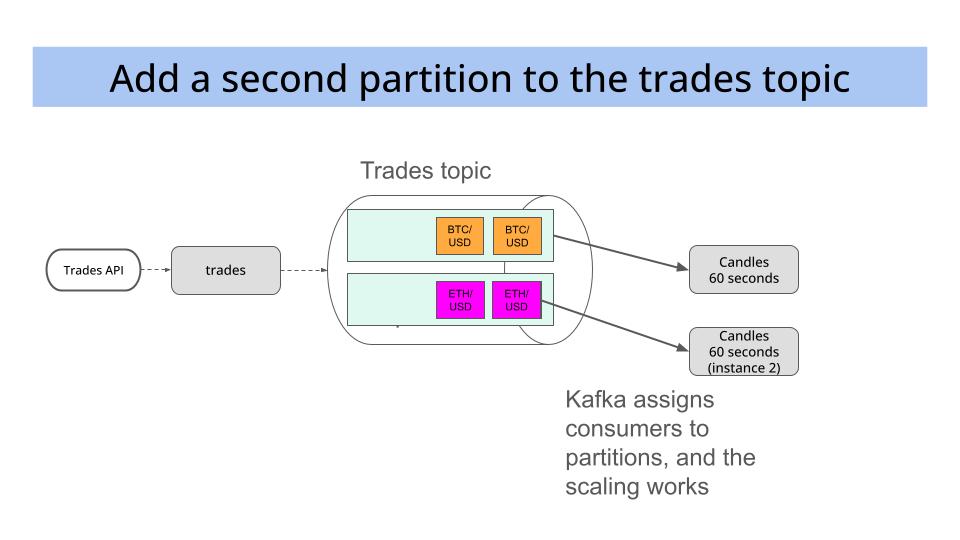 Add a second partition to the trades topic
Trades topic
BTC/
USD
BTC/
USD
Trades API
trades
ETH/
USD
ETH/
USD
Candles
60 seconds
Candles
60 seconds
(instance 2)
Kafka assigns
consumers to
partitions, and the
scaling works